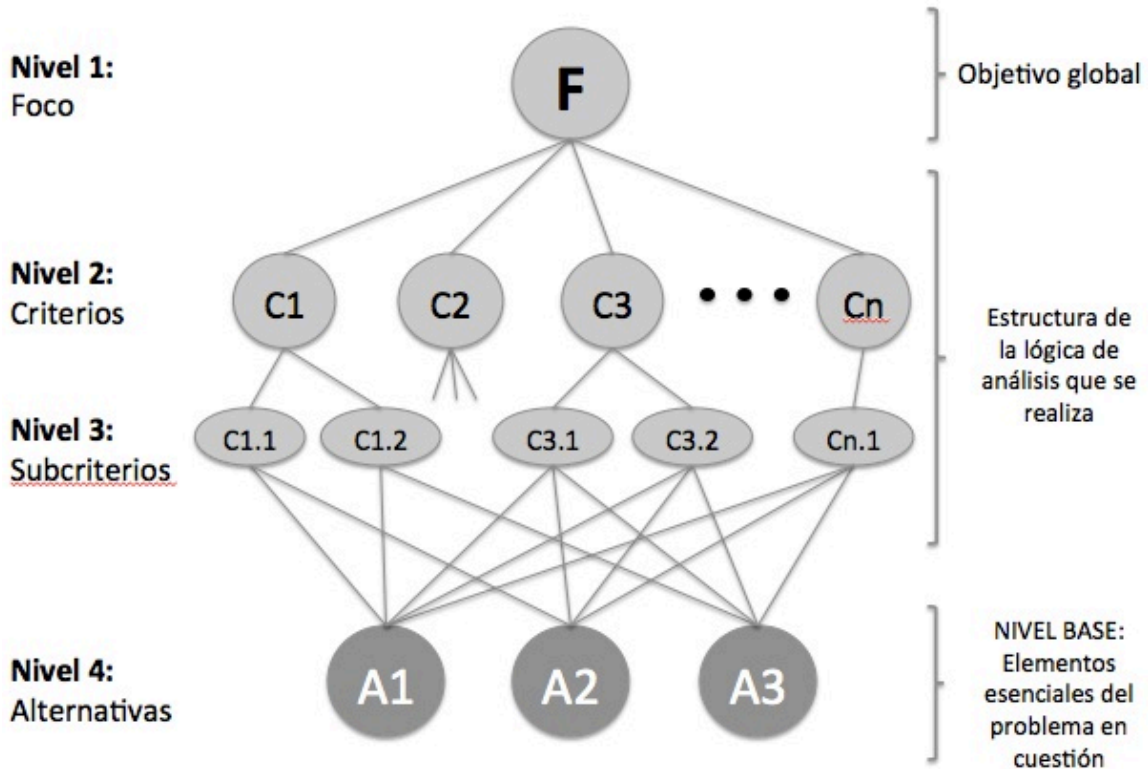 Nivel 1:
Foco
F
Objetivo global
Nivel 2:
Criterios
C1
C2
C3
• • •
Cn
Estructura de
la lógica de
análisis que se
realiza
Nivel 3:
Subcriterios
C1.1
C1.2
C3.1
C3.2
Cn.1
Nivel 4:
Alternativas
A1
A2
A3
NIVEL BASE:
Elementos
esenciales del
problema en
cuestión